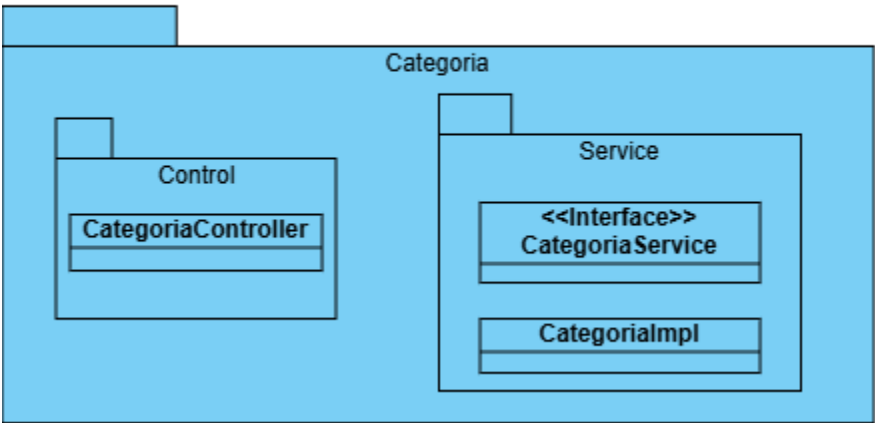 Categoria
Control
CategoriaController
Service
<<Interface>>
CategoriaService
CategoriaImpl